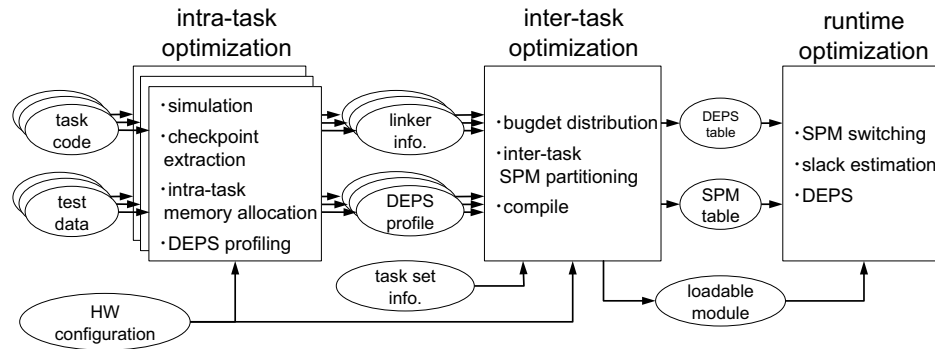 intra-task
optimization
inter-task
optimization
runtime
optimization
task
code
test
data
HW
configuration
・simulation
・checkpoint
extraction
・intra-task
memory allocation
・DEPS profiling
linker
info.
DEPS
profile
task set
info.
・bugdet distribution
・inter-task
SPM partitioning
・compile
DEPS
table
SPM
table
loadable
module
・SPM switching
・slack estimation
・DEPS